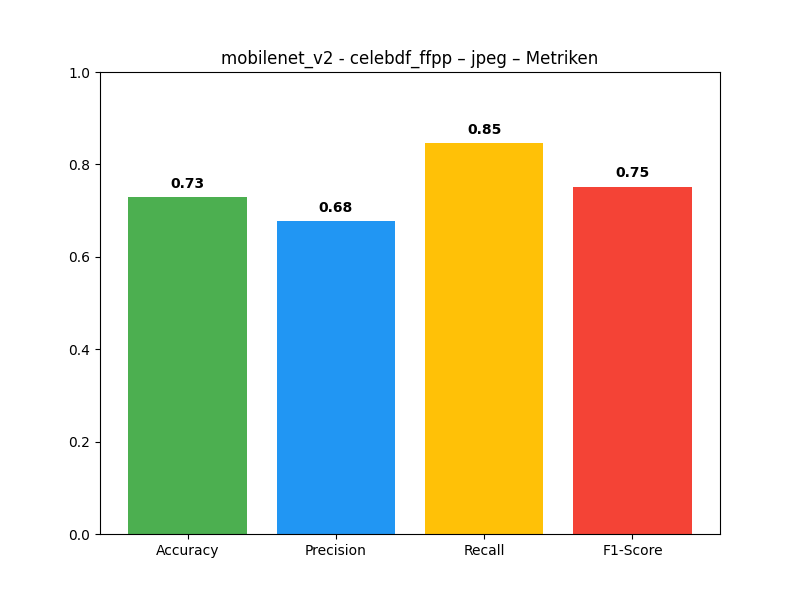 mobilenet_v2 - celebdf_ffpp – jpeg – Metriken
1.0
0.8
0.6
0.4
0.2
0.0
0.73
0.68
0.85
0.75
Accuracy
Precision
Recall
F1-Score